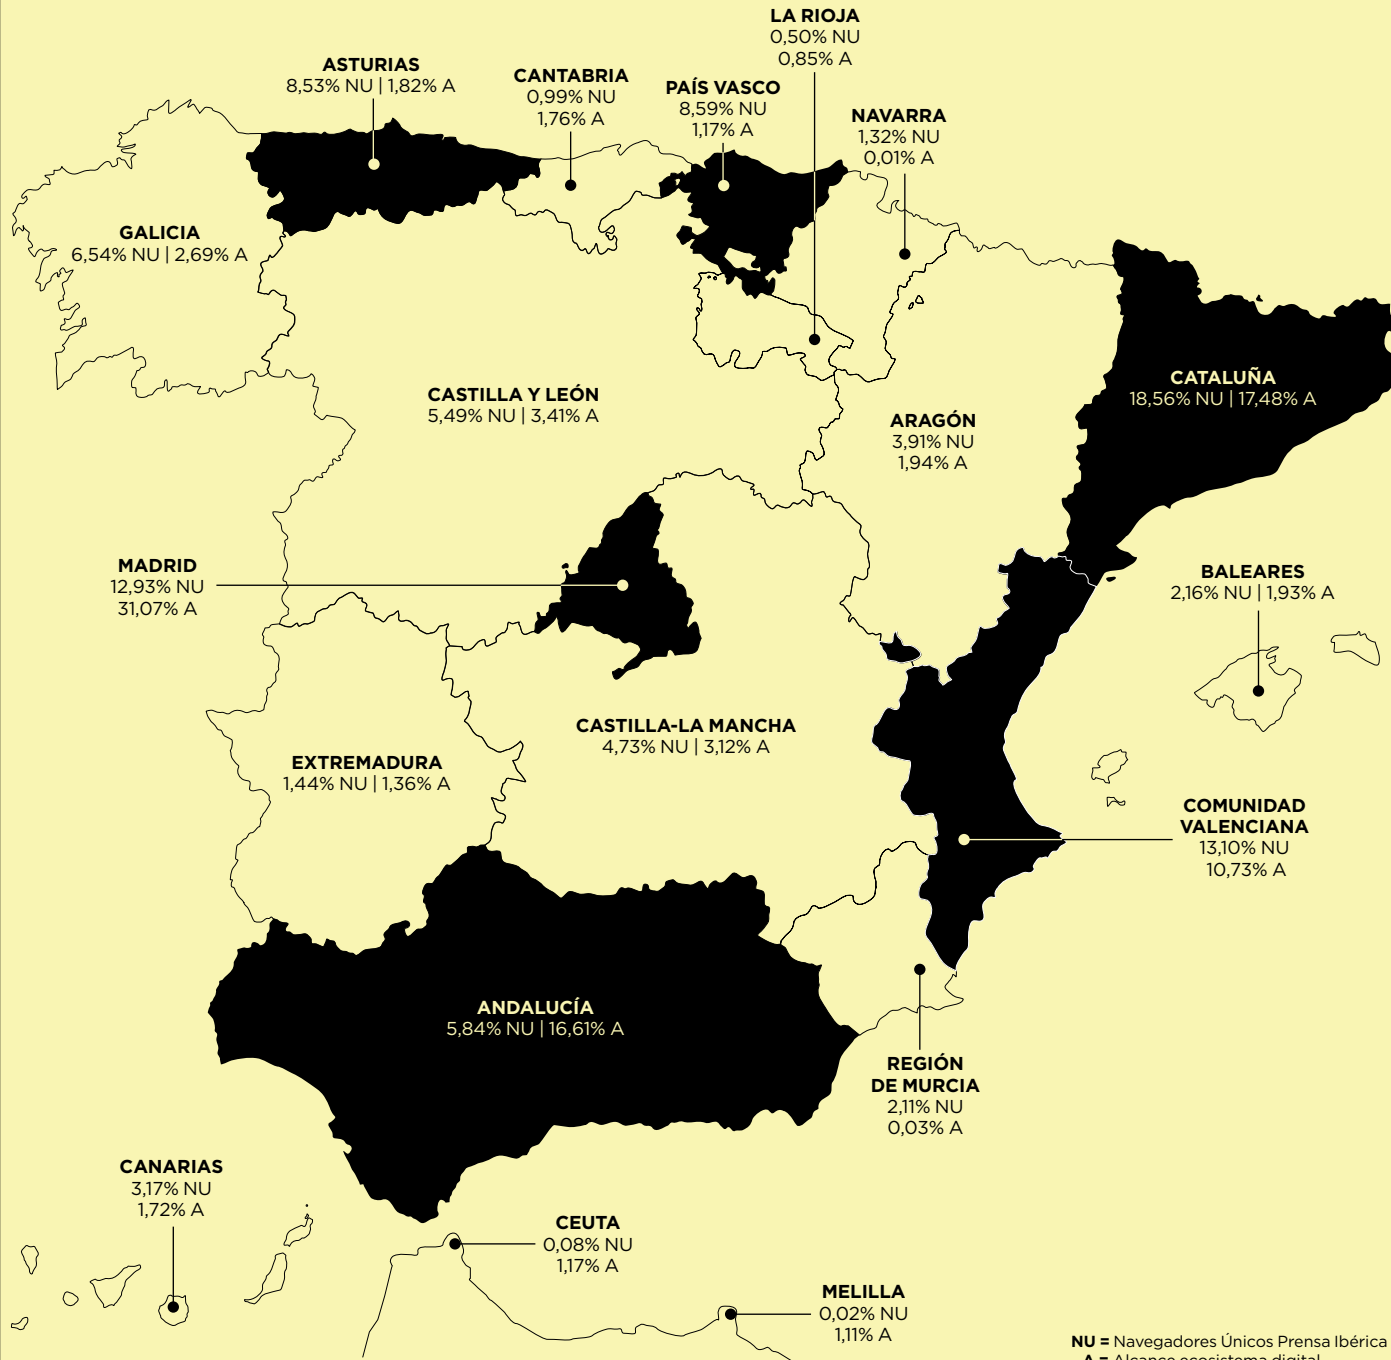 LA RIOJA
0,50% NU
0,85% A
ASTURIAS
8,53% NU | 1,82% A
CANTABRIA
0,99% NU
1,76% A
PAÍS VASCO
8,59% NU
1,17% A
NAVARRA
1,32% NU
0,01% A
GALICIA
6,54% NU | 2,69% A
CASTILLA Y LEÓN
5,49% NU | 3,41% A
ARAGÓN
3,91% NU
1,94% A
CATALUÑA
18,56% NU | 17,48% A
MADRID
12,93% NU
31,07% A
BALEARES
2,16% NU | 1,93% A
CASTILLA-LA MANCHA
4,73% NU | 3,12% A
EXTREMADURA
1,44% NU | 1,36% A
COMUNIDAD
VALENCIANA
13,10% NU
10,73% A
ANDALUCÍA
5,84% NU | 16,61% A
REGIÓN
DE MURCIA
2,11% NU
0,03% A
CANARIAS
3,17% NU
1,72% A
CEUTA
0,08% NU
1,17% A
MELILLA
0,02% NU
1,11% A
NU = Navegadores Únicos Prensa Ibérica
A = Alcance ecosistema digital